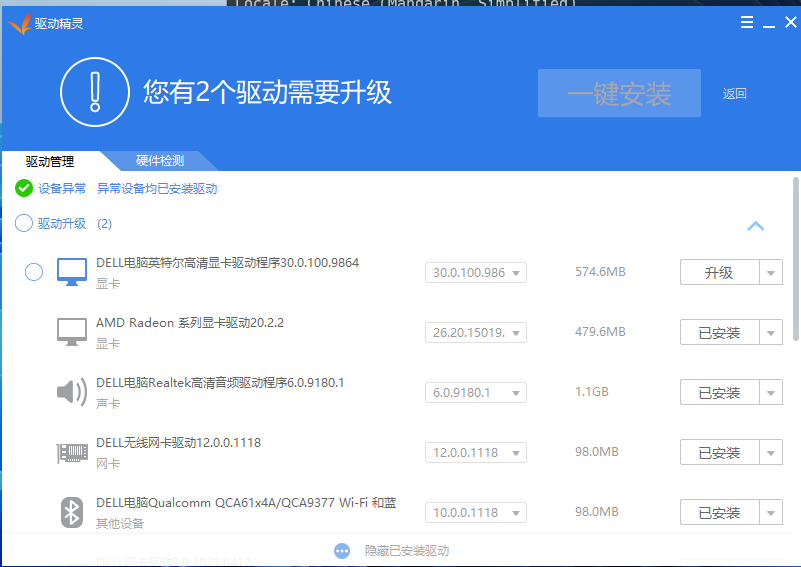 Locale: Chinese (Mandarin, Simplified)
驱动精灵
您有2个驱动需要升级
一键安装
返回
驱动管理
硬件检测
设备异常 异常设备均已安装驱动
驱动升级 (2)
DELL电脑英特尔高清显卡驱动程序30.0.100.9864
显卡
30.0.100.986
574.6MB
升级
AMD Radeon 系列显卡驱动20.2.2
显卡
26.20.15019.
479.6MB
已安装
DELL电脑Realtek高清音频驱动程序6.0.9180.1
声卡
6.0.9180.1
1.1GB
已安装
DELL无线网卡驱动12.0.0.1118
网卡
12.0.0.1118
98.0MB
已安装
DELL电脑Qualcomm QCA61x4A/QCA9377 Wi-Fi 和蓝
其他设备
10.0.0.1118
98.0MB
已安装
隐藏已安装驱动